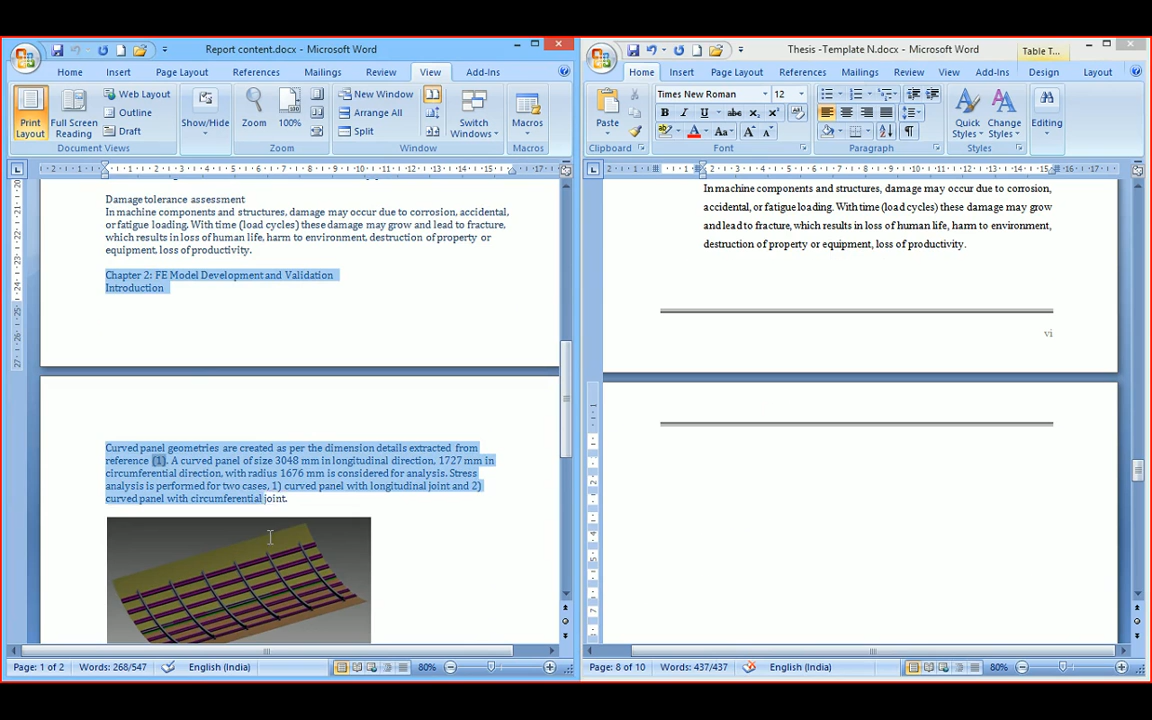 Report content.docx - Microsoft Word
Home Insert Page Layout References Mailings Review View Add-Ins
Print Layout
Full Screen Reading
Web Layout
Outline
Draft
Document Views
Show/Hide
Zoom
100%
Zoom
New Window
Arrange All
Split
Switch Windows
Window
Macros
Macros
Damage tolerance assessment
In machine components and structures, damage may occur due to corrosion, accidental,
or fatigue loading. With time (load cycles) these damage may grow and lead to fracture,
which results in loss of human life, harm to environment, destruction of property or
equipment, loss of productivity.
Chapter 2: FE Model Development and Validation
Introduction
Curved panel geometries are created as per the dimension details extracted from
reference (1). A curved panel of size 3048 mm in longitudinal direction, 1727 mm in
circumferential direction, with radius 1676 mm is considered for analysis. Stress
analysis is performed for two cases, 1) curved panel with longitudinal joint and 2)
curved panel with circumferential joint.
Page: 1 of 2 Words: 268/547 English (India) 80%
Thesis -Template N.docx - Microsoft Word Table T...
Home Insert Page Layout References Mailings Review View Add-Ins Design Layout
Paste
Clipboard
Times New Roman 12
B I U abc x₂ x²
A Aa A A
Font
Paragraph
Quick Styles
Change Styles
Styles
Editing
In machine components and structures, damage may occur due to corrosion,
accidental, or fatigue loading. With time (load cycles) these damage may grow
and lead to fracture, which results in loss of human life, harm to environment,
destruction of property or equipment, loss of productivity.
vi
Page: 8 of 10 Words: 437/437 English (India) 80%